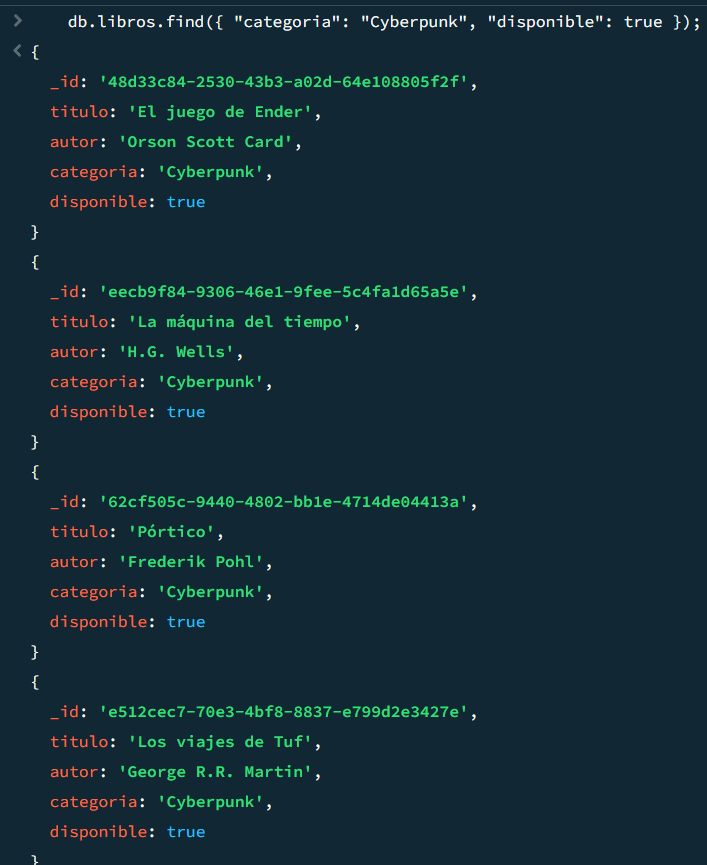 > db.libros.find({ "categoria": "Cyberpunk", "disponible": true });
< {
_id: '48d33c84-2530-43b3-a02d-64e108805f2f',
titulo: 'El juego de Ender',
autor: 'Orson Scott Card',
categoria: 'Cyberpunk',
disponible: true
}
{
_id: 'eecb9f84-9306-46e1-9fee-5c4fa1d65a5e',
titulo: 'La máquina del tiempo',
autor: 'H.G. Wells',
categoria: 'Cyberpunk',
disponible: true
}
{
_id: '62cf505c-9440-4802-bb1e-4714de04413a',
titulo: 'Pórtico',
autor: 'Frederik Pohl',
categoria: 'Cyberpunk',
disponible: true
}
{
_id: 'e512cec7-70e3-4bf8-8837-e799d2e3427e',
titulo: 'Los viajes de Tuf',
autor: 'George R.R. Martin',
categoria: 'Cyberpunk',
disponible: true
}